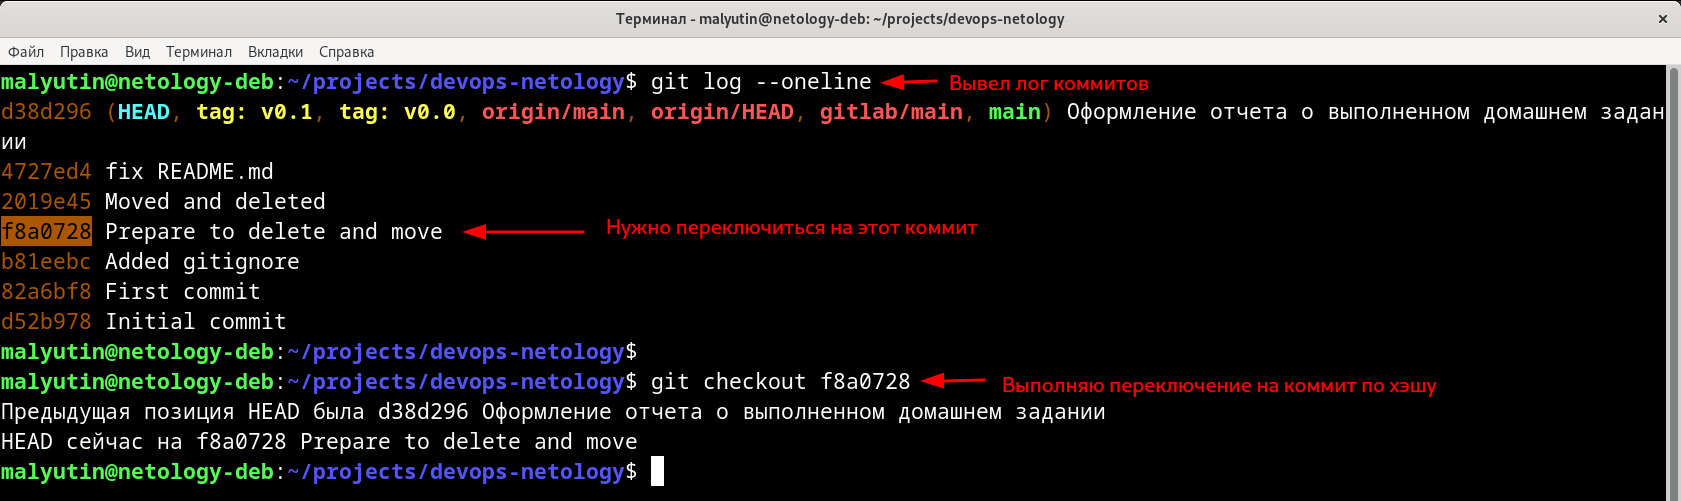 Терминал - malyutin@netology-deb: ~/projects/devops-netology ×
Файл Правка Вид Терминал Вкладки Справка
malyutin@netology-deb:~/projects/devops-netology$ git log --oneline Вывел лог коммитов
d38d296 (HEAD, tag: v0.1, tag: v0.0, origin/main, origin/HEAD, gitlab/main, main) Оформление отчета о выполненном домашнем задан
ии
4727ed4 fix README.md
2019e45 Moved and deleted
f8a0728 Prepare to delete and move Нужно переключиться на этот коммит
b81eebc Added gitignore
82a6bf8 First commit
d52b978 Initial commit
malyutin@netology-deb:~/projects/devops-netology$
malyutin@netology-deb:~/projects/devops-netology$ git checkout f8a0728 Выполняю переключение на коммит по хэшу
Предыдущая позиция HEAD была d38d296 Оформление отчета о выполненном домашнем задании
HEAD сейчас на f8a0728 Prepare to delete and move
malyutin@netology-deb:~/projects/devops-netology$